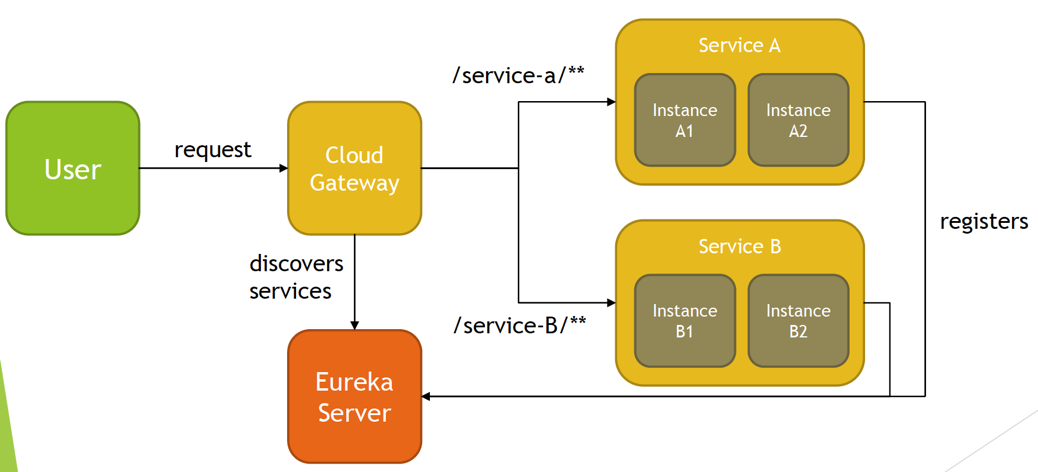 Service A
/service-a/**
Instance
A1
Instance
A2
User
request
Cloud
Gateway
registers
Service B
discovers
services
Instance
B1
Instance
B2
/service-B/**
Eureka
Server